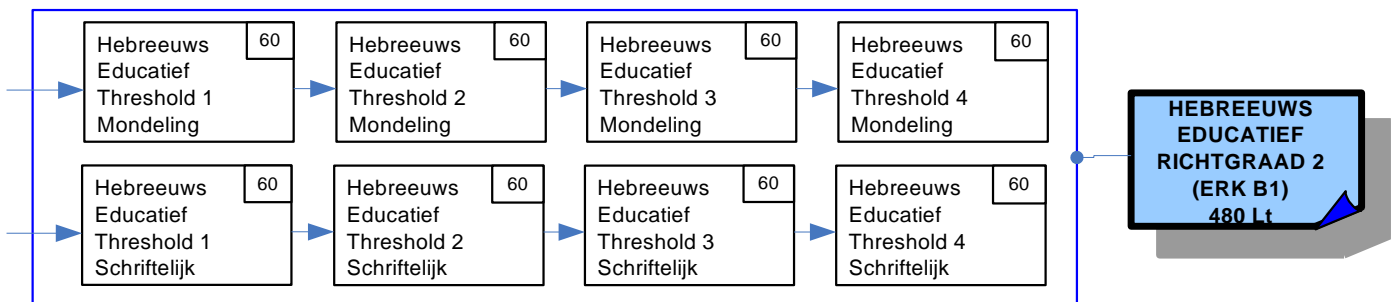 Hebreeuws
Educatief
Threshold 1
Mondeling
60
Hebreeuws
Educatief
Threshold 2
Mondeling
60
Hebreeuws
Educatief
Threshold 3
Mondeling
60
Hebreeuws
Educatief
Threshold 4
Mondeling
60
Hebreeuws
Educatief
Threshold 1
Schriftelijk
60
Hebreeuws
Educatief
Threshold 2
Schriftelijk
60
Hebreeuws
Educatief
Threshold 3
Schriftelijk
60
Hebreeuws
Educatief
Threshold 4
Schriftelijk
60
HEBREEUWS
EDUCATIEF
RICHTGRAAD 2
(ERK B1)
480 Lt